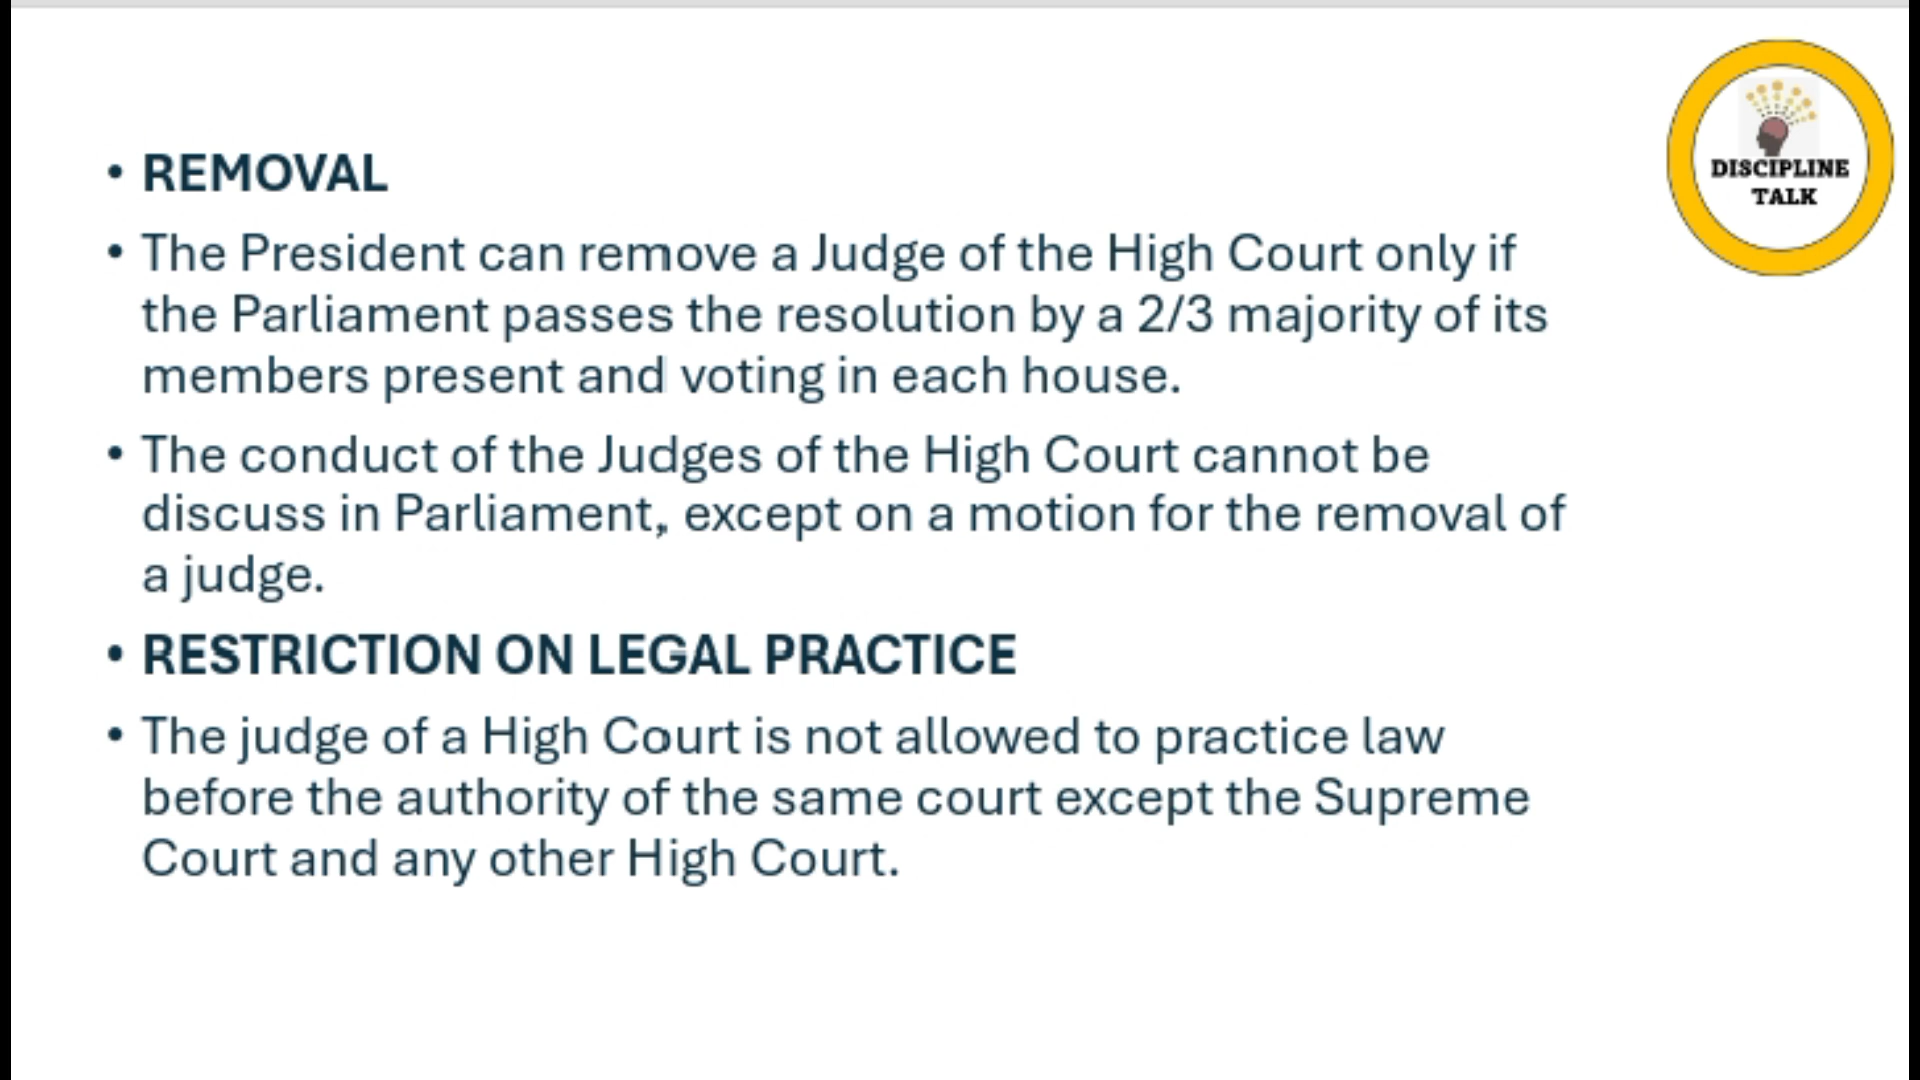 • REMOVAL
• The President can remove a Judge of the High Court only if
the Parliament passes the resolution by a 2/3 majority of its
members present and voting in each house.
• The conduct of the Judges of the High Court cannot be
discuss in Parliament, except on a motion for the removal of
a judge.
• RESTRICTION ON LEGAL PRACTICE
• The judge of a High Court is not allowed to practice law
before the authority of the same court except the Supreme
Court and any other High Court.
DISCIPLINE
TALK